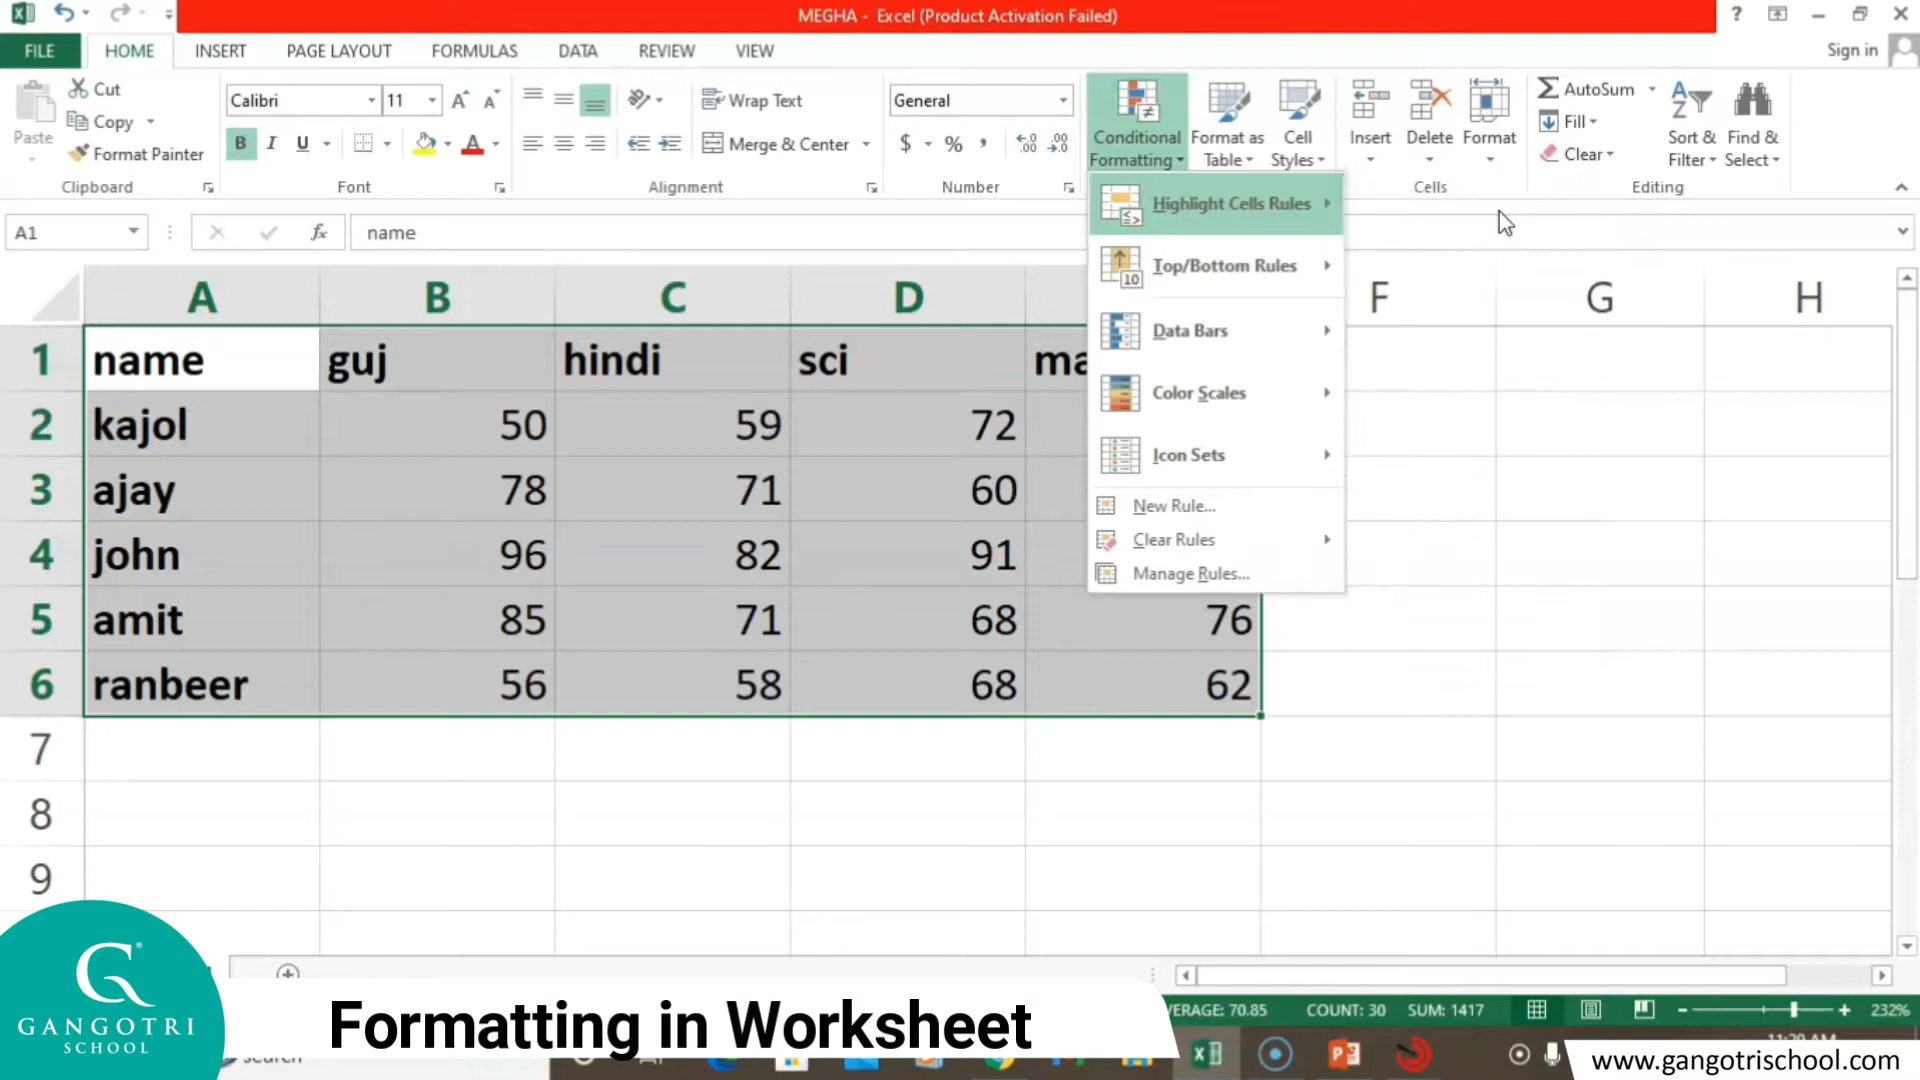 MEGHA - Excel (Product Activation Failed)
?
FILE HOME INSERT PAGE LAYOUT FORMULAS DATA REVIEW VIEW Sign in
Paste
Cut
Copy
Format Painter
Clipboard
Calibri 11
B I U
Font
Wrap Text
Merge & Center
Alignment
General
$ % ,
Number
Conditional Formatting
Format as Table
Cell Styles
Insert
Delete
Format
Cells
AutoSum
Fill
Clear
Sort & Filter
Find & Select
Editing
A1 fx name
Highlight Cells Rules
Top/Bottom Rules
Data Bars
Color Scales
Icon Sets
New Rule...
Clear Rules
Manage Rules...
A B C D F G H
1 name guj hindi sci ma
2 kajol 50 59 72
3 ajay 78 71 60
4 john 96 82 91
5 amit 85 71 68 76
6 ranbeer 56 58 68 62
7
8
9
VERAGE: 70.85 COUNT: 30 SUM: 1417 232%
GANGOTRI
SCHOOL
Formatting in Worksheet
www.gangotrischool.com